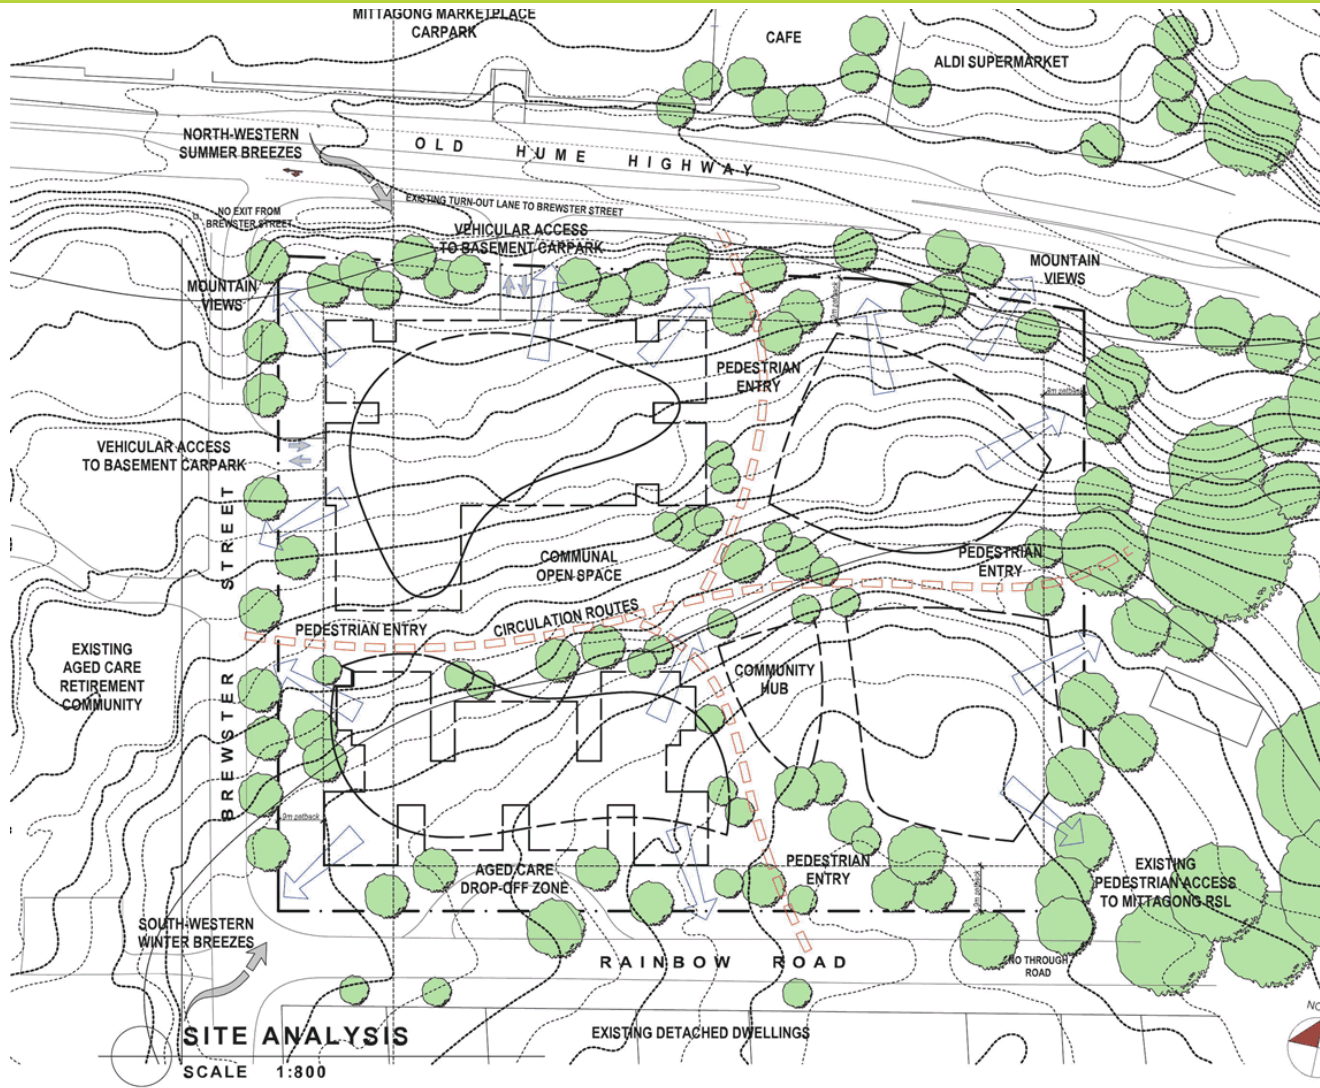 MITTAGONG MARKETPLACE
CARPARK
CAFE
ALDI SUPERMARKET
NORTH-WESTERN
SUMMER BREEZES
OLD HUME HIGHWAY
EXISTING TURN-OUT LANE TO BREWSTER STREET
NO EXIT FROM
BREWSTER STREET
VEHICULAR ACCESS
TO BASEMENT CARPARK
MOUNTAIN
VIEWS
MOUNTAIN
VIEWS
PEDESTRIAN
ENTRY
VEHICULAR ACCESS
TO BASEMENT CARPARK
BREWSTER STREET
COMMUNAL
OPEN SPACE
PEDESTRIAN
ENTRY
CIRCULATION ROUTES
PEDESTRIAN ENTRY
EXISTING
AGED CARE
RETIREMENT
COMMUNITY
COMMUNITY
HUB
9m setback
AGED CARE
DROP-OFF ZONE
PEDESTRIAN
ENTRY
EXISTING
PEDESTRIAN ACCESS
TO MITTAGONG RSL
SOUTH-WESTERN
WINTER BREEZES
RAINBOW ROAD
NO THROUGH
ROAD
EXISTING DETACHED DWELLINGS
SITE ANALYSIS
SCALE 1:800